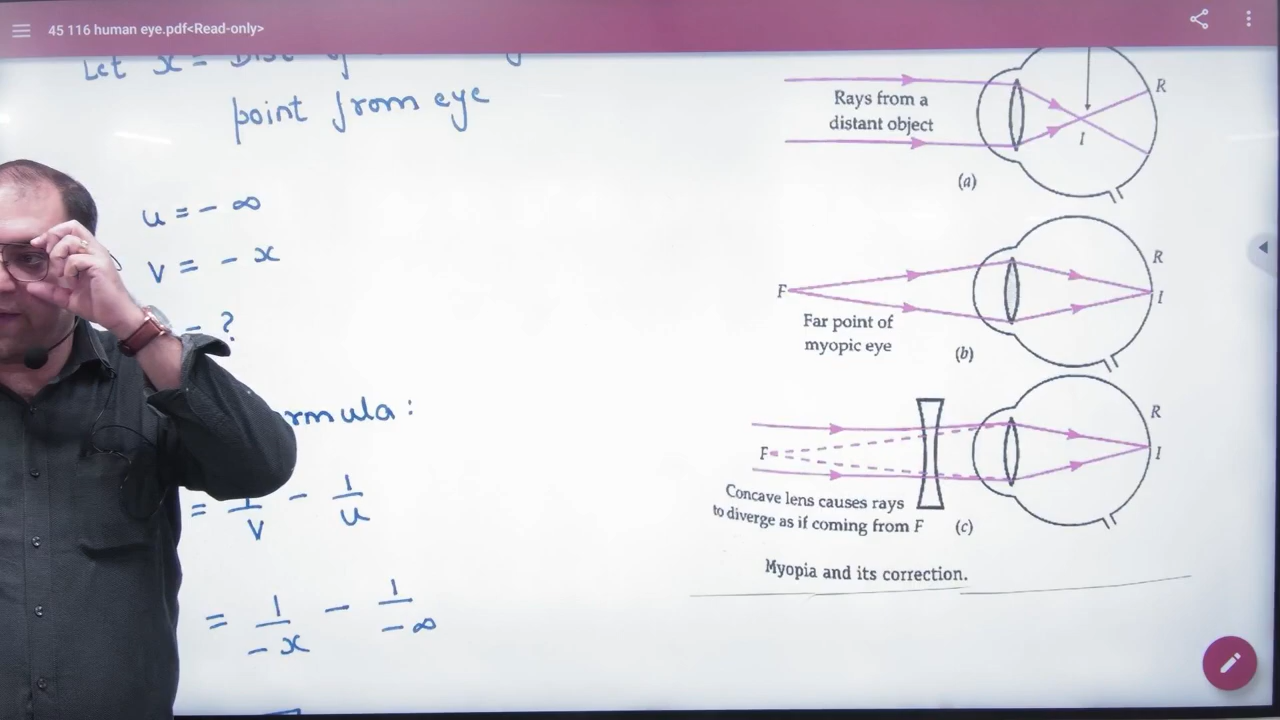 45 116 human eye.pdf<Read-only>
Let x =
point from eye
u = - ∞
v = - x
- ?
rmula :
= 1/v - 1/u
= 1/-x - 1/-∞
Rays from a
distant object
I
R
(a)
F
Far point of
myopic eye
R
I
(b)
F
Concave lens causes rays
to diverge as if coming from F
R
I
(c)
Myopia and its correction.